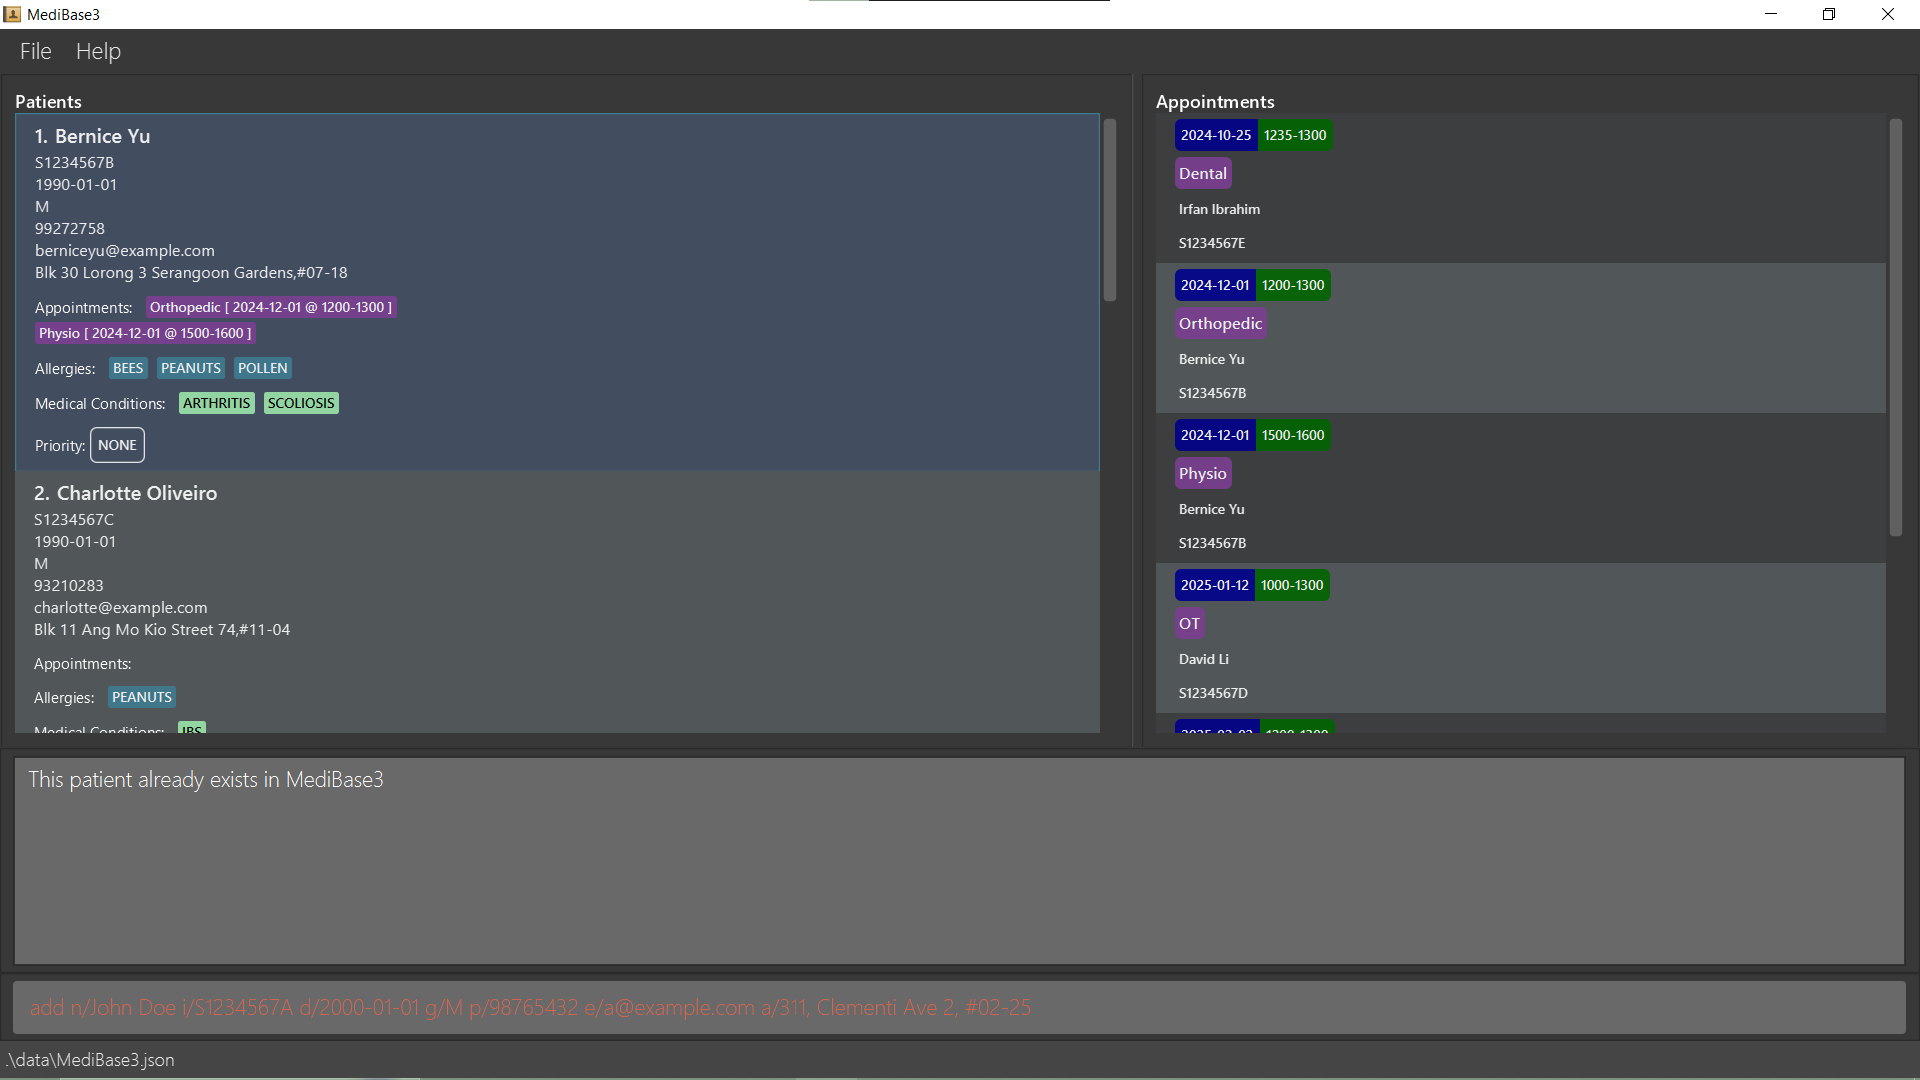 MediBase3
File Help
Patients
1. Bernice Yu
S1234567B
1990-01-01
M
99272758
berniceyu@example.com
Blk 30 Lorong 3 Serangoon Gardens,#07-18
Appointments: Orthopedic [ 2024-12-01 @ 1200-1300 ]
Physio [ 2024-12-01 @ 1500-1600 ]
Allergies: BEES PEANUTS POLLEN
Medical Conditions: ARTHRITIS SCOLIOSIS
Priority: NONE
2. Charlotte Oliveiro
S1234567C
1990-01-01
M
93210283
charlotte@example.com
Blk 11 Ang Mo Kio Street 74,#11-04
Appointments:
Allergies: PEANUTS
Medical Conditions: IBS
Appointments
2024-10-25 1235-1300
Dental
Irfan Ibrahim
S1234567E
2024-12-01 1200-1300
Orthopedic
Bernice Yu
S1234567B
2024-12-01 1500-1600
Physio
Bernice Yu
S1234567B
2025-01-12 1000-1300
OT
David Li
S1234567D
This patient already exists in MediBase3
add n/John Doe i/S1234567A d/2000-01-01 g/M p/98765432 e/a@example.com a/311, Clementi Ave 2, #02-25
.\data\MediBase3.json